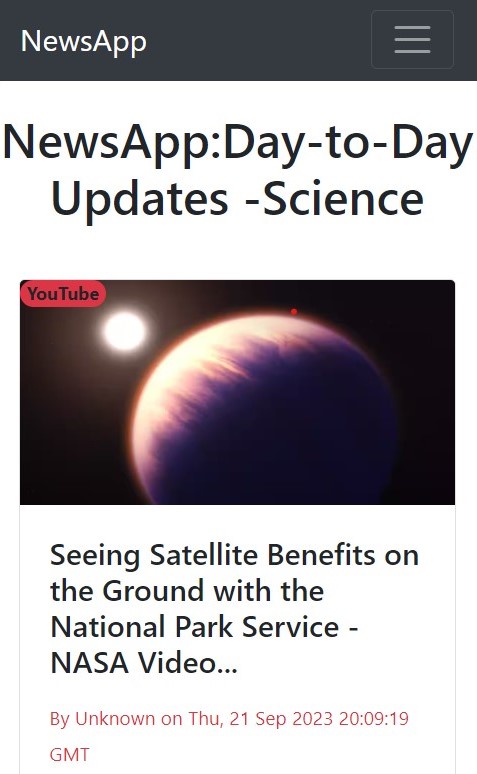 NewsApp
NewsApp:Day-to-Day
Updates -Science
YouTube
Seeing Satellite Benefits on
the Ground with the
National Park Service -
NASA Video...
By Unknown on Thu, 21 Sep 2023 20:09:19
GMT